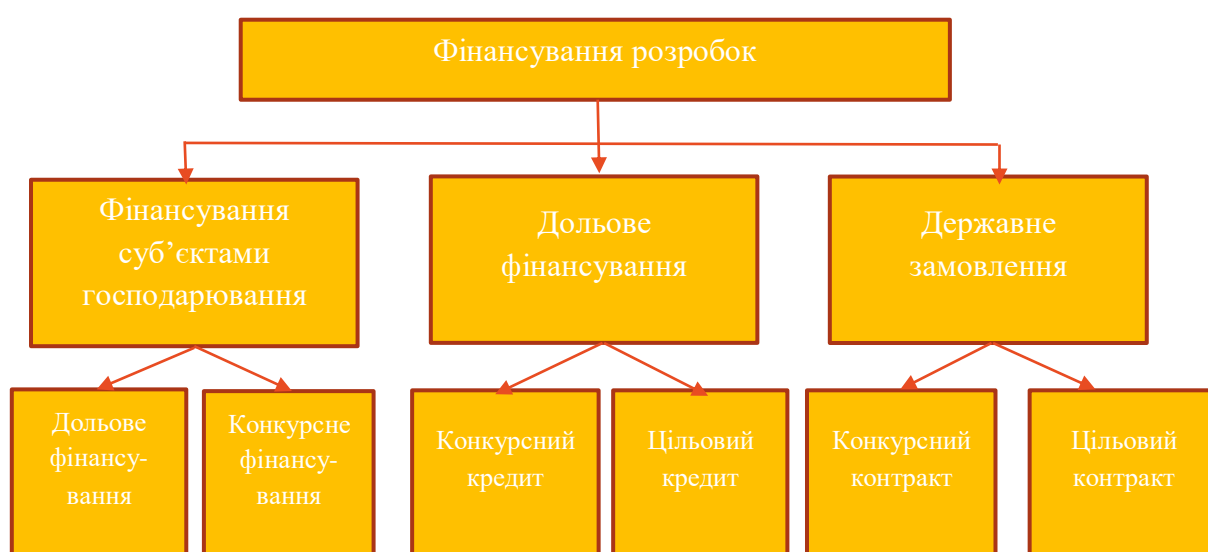 Фінансування розробок
Фінансування
суб’єктами
господарювання
Дольове
фінансування
Державне
замовлення
Дольове
фінансу-
вання
Конкурсне
фінансу-
вання
Конкурсний
кредит
Цільовий
кредит
Конкурсний
контракт
Цільовий
контракт